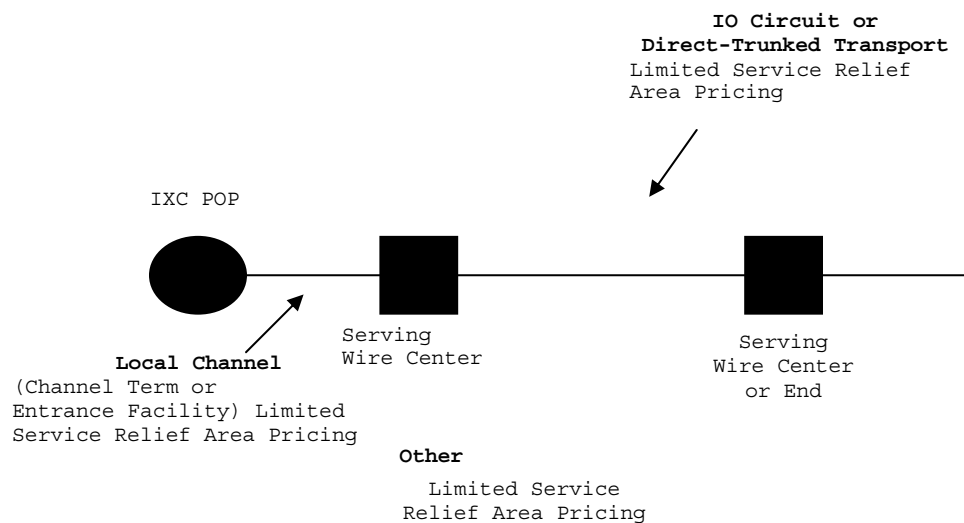 IO Circuit or
Direct-Trunked Transport
Limited Service Relief
Area Pricing
IXC POP
Serving
Wire Center
Serving
Wire Center
or End
Local Channel
(Channel Term or
Entrance Facility) Limited
Service Relief Area Pricing
Other
Limited Service
Relief Area Pricing